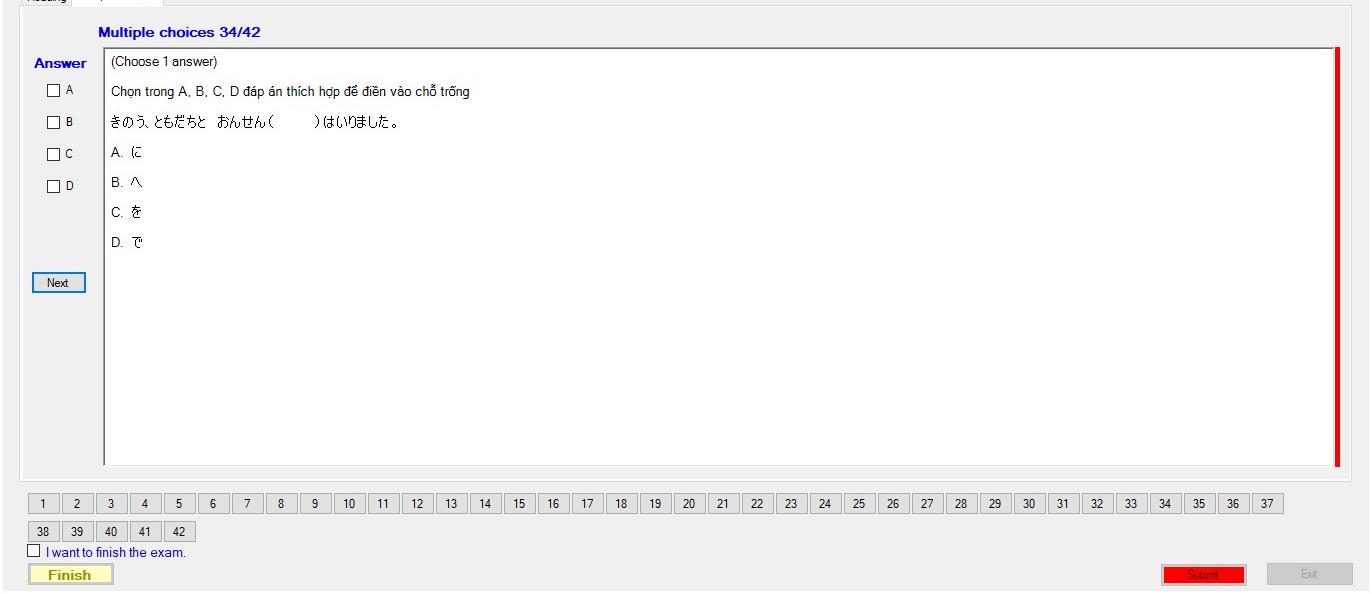 Multiple choices 34/42
Answer
(Choose 1 answer)
A
Chọn trong A, B, C, D đáp án thích hợp để điền vào chỗ trống
B
きのう、ともだちと おんせん( )はいりました。
C
A. に
D
B. へ
C. を
D. で
Next
1 2 3 4 5 6 7 8 9 10 11 12 13 14 15 16 17 18 19 20 21 22 23 24 25 26 27 28 29 30 31 32 33 34 35 36 37
38 39 40 41 42
I want to finish the exam.
Finish
Submit
Exit